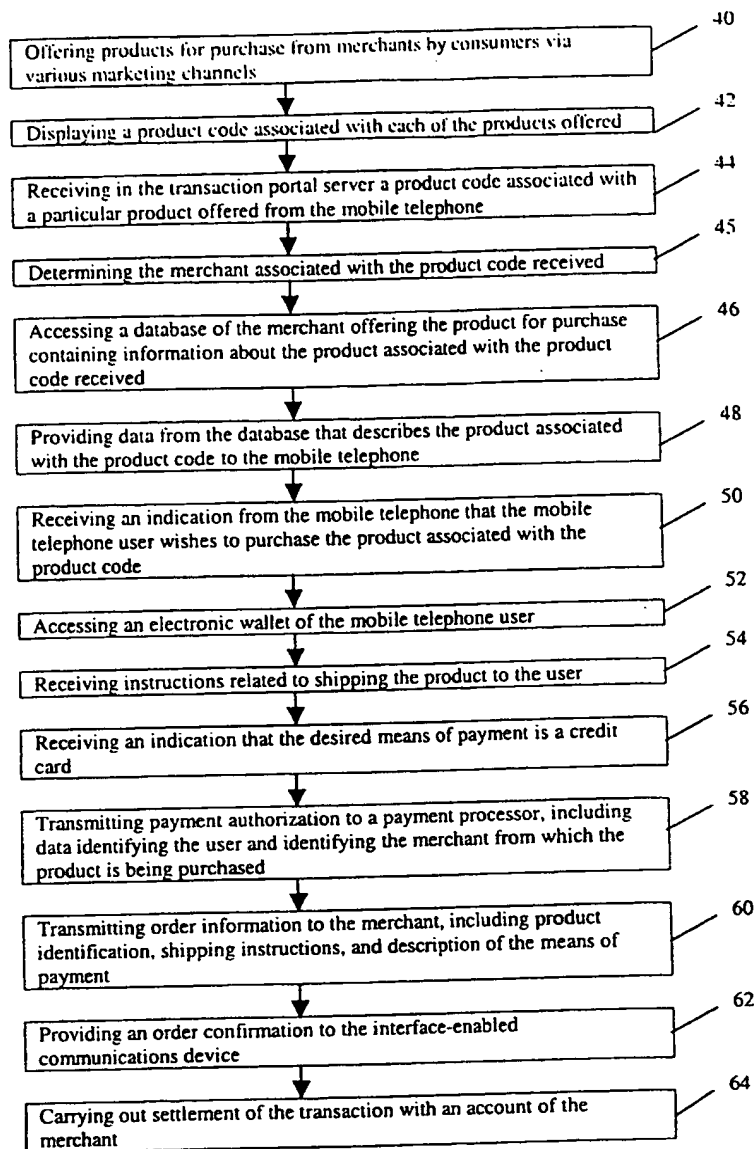 40
Offering products for purchase from merchants by consumers via
various marketing channels
42
Displaying a product code associated with each of the products offered
44
Receiving in the transaction portal server a product code associated with
a particular product offered from the mobile telephone
45
Determining the merchant associated with the product code received
46
Accessing a database of the merchant offering the product for purchase
containing information about the product associated with the product
code received
48
Providing data from the database that describes the product associated
with the product code to the mobile telephone
50
Receiving an indication from the mobile telephone that the mobile
telephone user wishes to purchase the product associated with the
product code
52
Accessing an electronic wallet of the mobile telephone user
54
Receiving instructions related to shipping the product to the user
56
Receiving an indication that the desired means of payment is a credit
card
58
Transmitting payment authorization to a payment processor, including
data identifying the user and identifying the merchant from which the
product is being purchased
60
Transmitting order information to the merchant, including product
identification, shipping instructions, and description of the means of
payment
62
Providing an order confirmation to the interface-enabled
communications device
64
Carrying out settlement of the transaction with an account of the
merchant